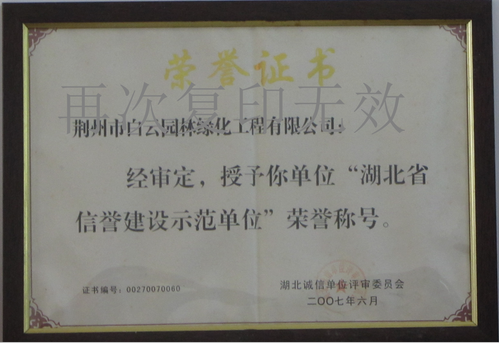 荣誉证书
再次复印无效
荆州市白云园林绿化工程有限公司：
经审定，授予你单位“湖北省
信誉建设示范单位”荣誉称号。
证书编号：00270070060
湖北诚信单位评审委员会
二〇〇七年六月